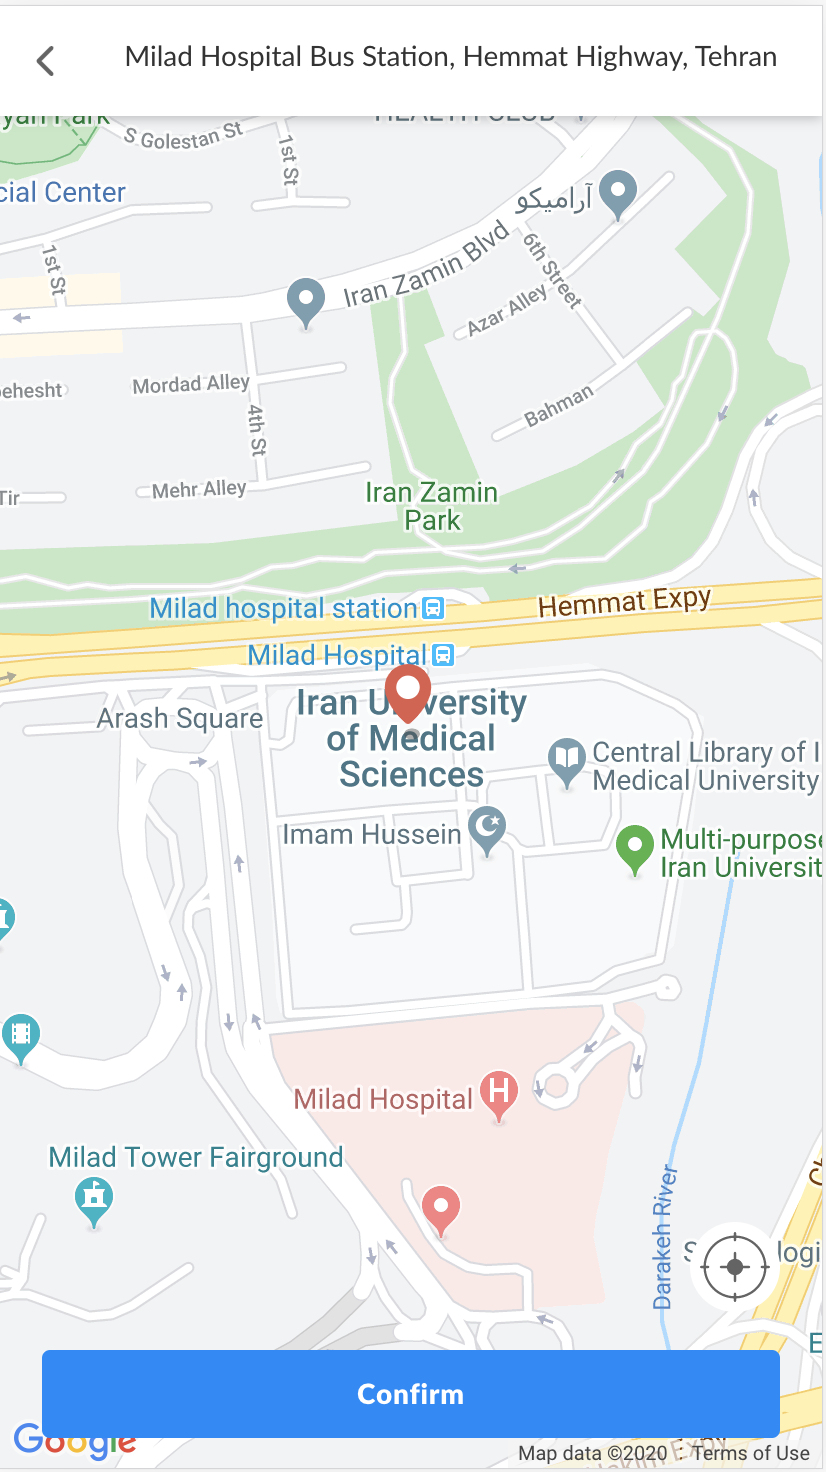 Milad Hospital Bus Station, Hemmat Highway, Tehran
HEALTH CLUB
S Golestan St
1st St
cial Center
آرامیکو
1st St
Iran Zamin Blvd
6th Street
Azar Alley
Mordad Alley
behesht
Bahman
4th St
Mehr Alley
Tir
Iran Zamin
Park
Milad hospital station
Hemmat Expy
Milad Hospital
Arash Square
Iran University
of Medical
Sciences
Central Library of I
Medical University
Imam Hussein
Multi-purpose
Iran Universit
Milad Hospital
Milad Tower Fairground
Darakeh River
Confirm
Google
Map data ©2020
Terms of Use